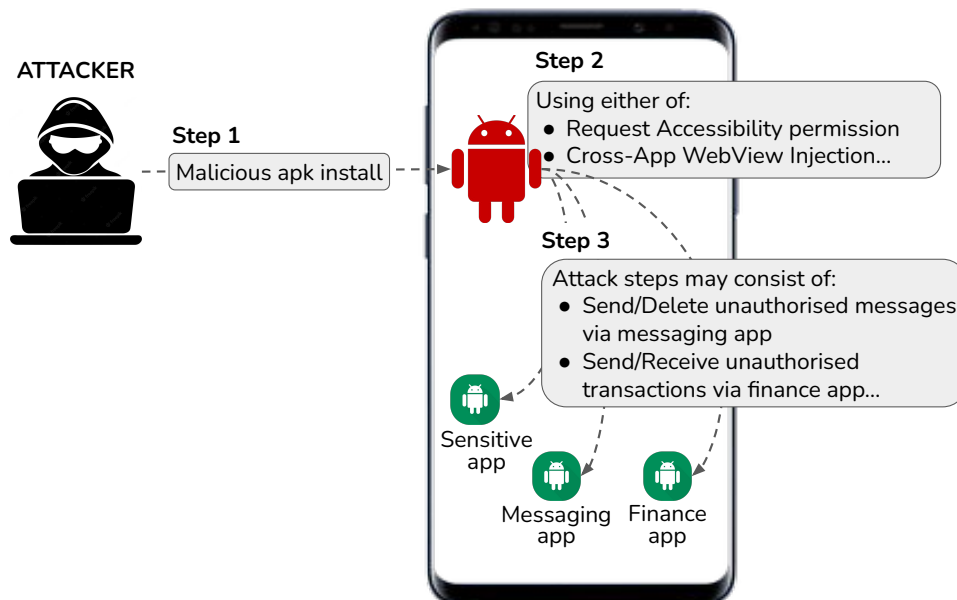 ATTACKER
Step 1
Malicious apk install
Step 2
Using either of:
● Request Accessibility permission
● Cross-App WebView Injection...
Step 3
Attack steps may consist of:
● Send/Delete unauthorised messages
via messaging app
● Send/Receive unauthorised
transactions via finance app...
Sensitive
app
Messaging
app
Finance
app